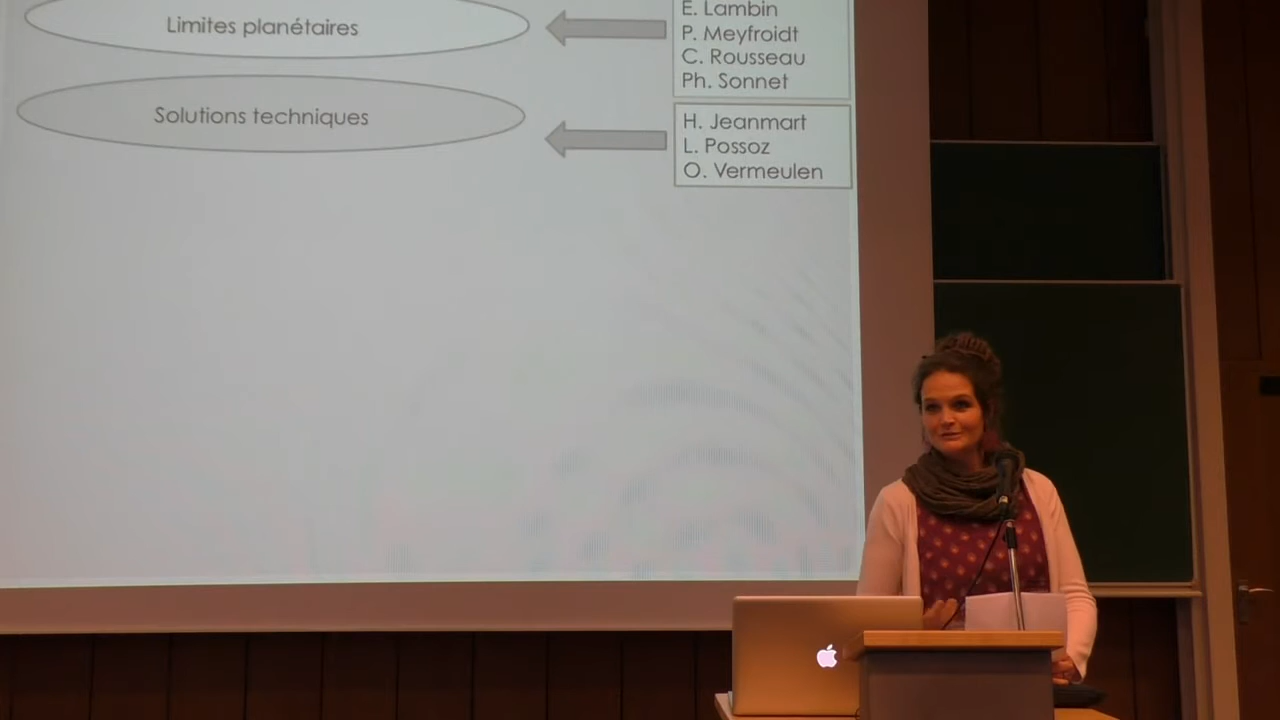 Limites planétaires
E. Lambin
P. Meyfroidt
C. Rousseau
Ph. Sonnet
Solutions techniques
H. Jeanmart
L. Possoz
O. Vermeulen